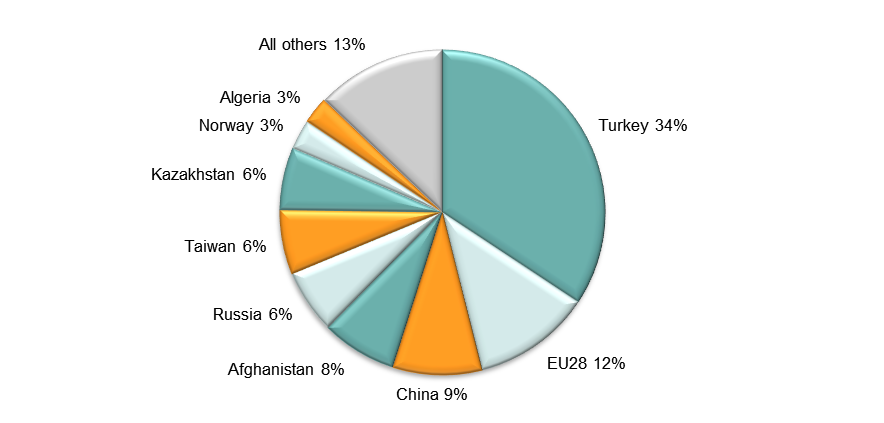 All others 13%
Algeria 3%
Turkey 34%
Norway 3%
Kazakhstan 6%
Taiwan 6%
Russia 6%
EU28 12%
Afghanistan 8%
China 9%